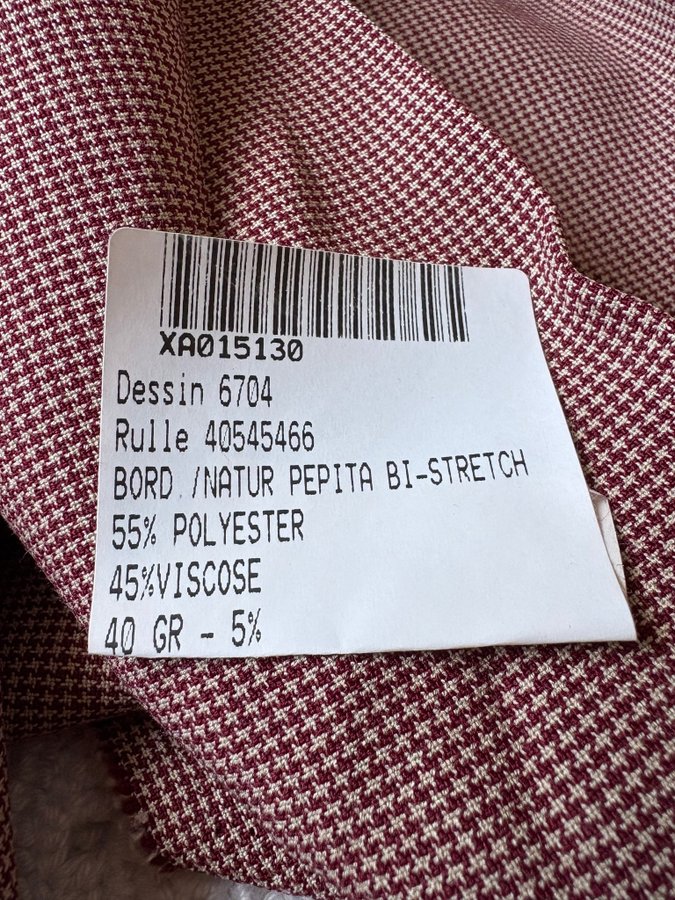 XA015130
Dessin 6704
Rulle 40545466
BORD./NATUR PEPITA BI-STRETCH
55% POLYESTER
45%VISCOSE
40 GR - 5%